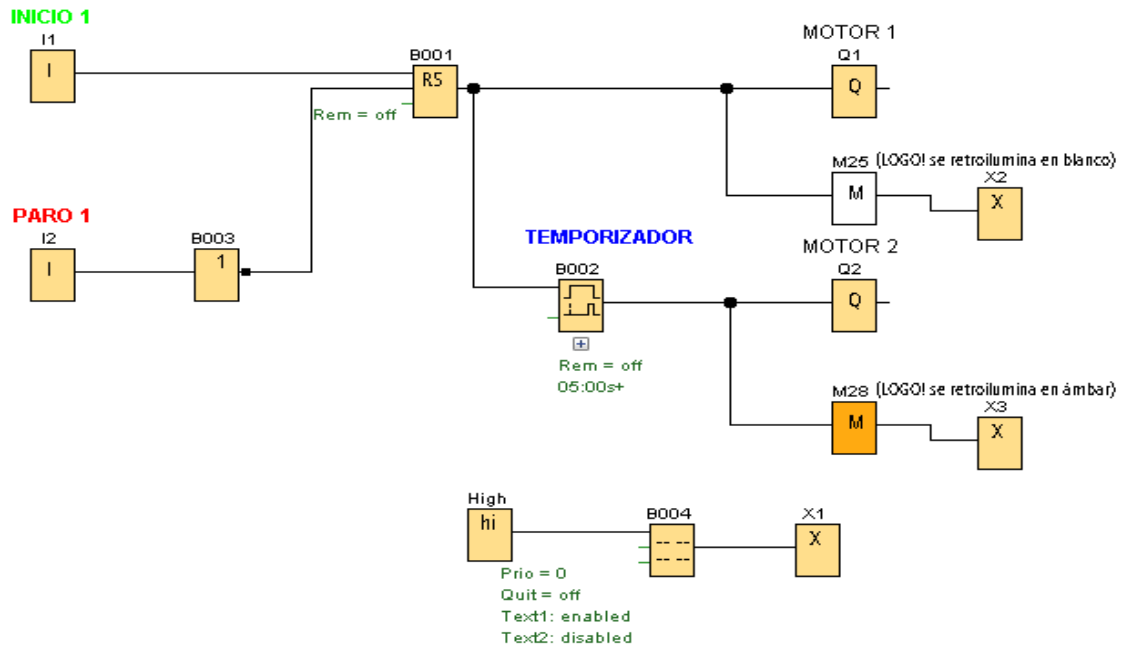 INICIO 1
I1
I
B001
RS
Rem = off
MOTOR 1
Q1
Q
M25 (LOGO! se retroilumina en blanco)
M
X2
X
PARO 1
I2
I
B003
1
TEMPORIZADOR
B002
Rem = off
05:00s+
MOTOR 2
Q2
Q
M28 (LOGO! se retroilumina en ámbar)
M
X3
X
High
hi
B004
X1
X
Prio = 0
Quit = off
Text1: enabled
Text2: disabled